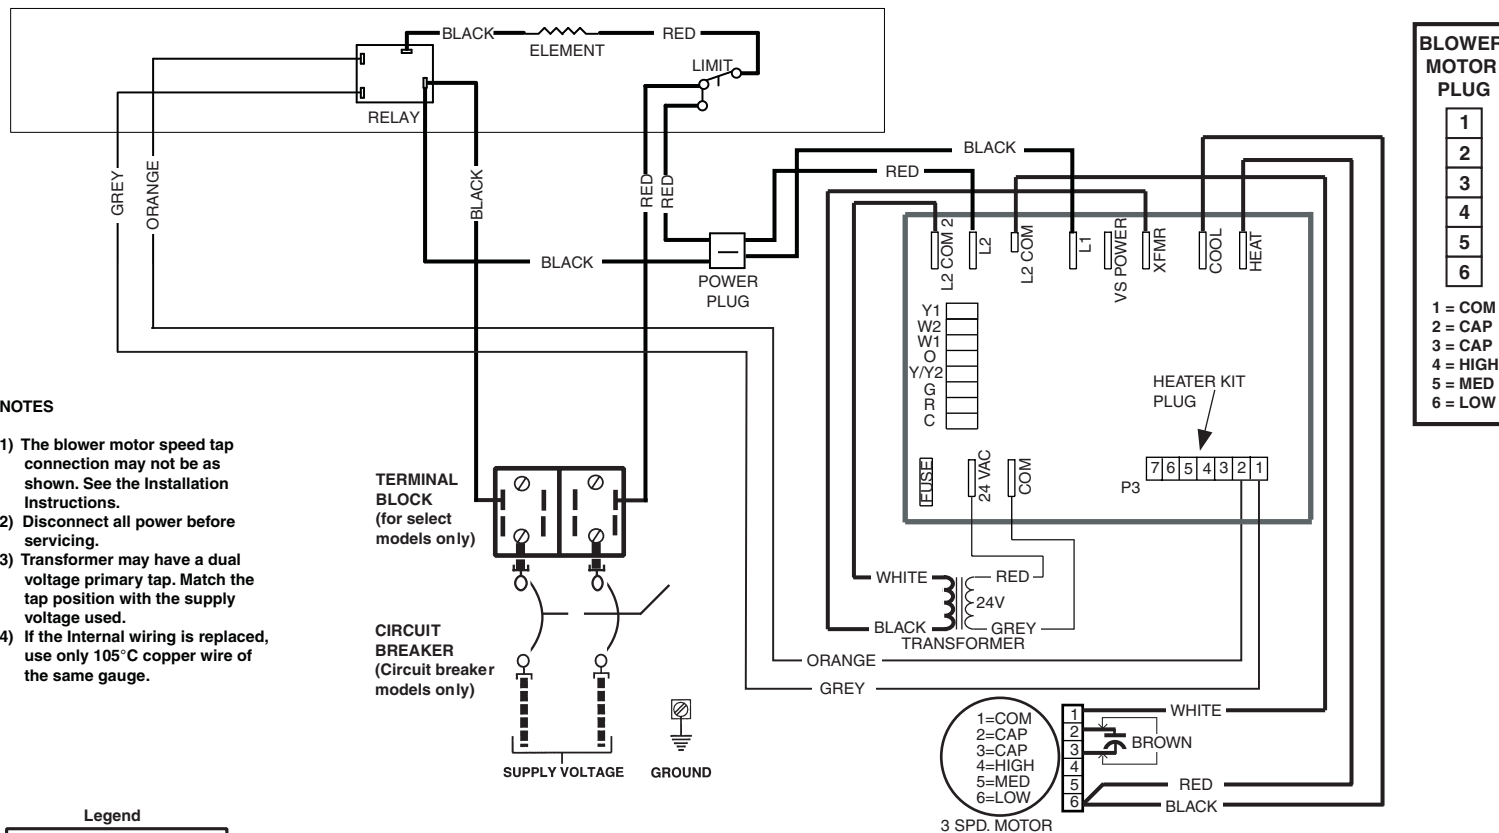 BLACK
ELEMENT
RED
LIMIT
RELAY
BLOWER
MOTOR
PLUG
1
2
3
4
5
6
1 = COM
2 = CAP
3 = CAP
4 = HIGH
5 = MED
6 = LOW
GREY
ORANGE
BLACK
RED
RED
BLACK
RED
BLACK
POWER
PLUG
L2 COM 2
L2
L2 COM
L1
VS POWER
XFMR
COOL
HEAT
Y1
W2
W1
O
Y/Y2
G
R
C
HEATER KIT
PLUG
7 6 5 4 3 2 1
P3
FUSE
24 VAC
COM
NOTES
1) The blower motor speed tap
connection may not be as
shown. See the Installation
Instructions.
2) Disconnect all power before
servicing.
3) Transformer may have a dual
voltage primary tap. Match the
tap position with the supply
voltage used.
4) If the Internal wiring is replaced,
use only 105°C copper wire of
the same gauge.
TERMINAL
BLOCK
(for select
models only)
CIRCUIT
BREAKER
(Circuit breaker
models only)
SUPPLY VOLTAGE
GROUND
WHITE
RED
24V
BLACK
GREY
TRANSFORMER
ORANGE
GREY
1=COM
2=CAP
3=CAP
4=HIGH
5=MED
6=LOW
1
2
3
4
5
6
WHITE
BROWN
RED
BLACK
3 SPD. MOTOR
Legend